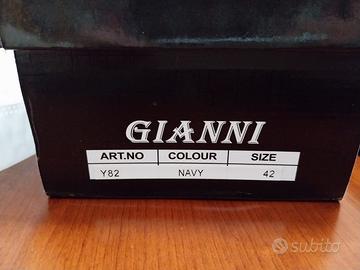 GIANNI
ART.NO COLOUR SIZE
Y82 NAVY 42
subito